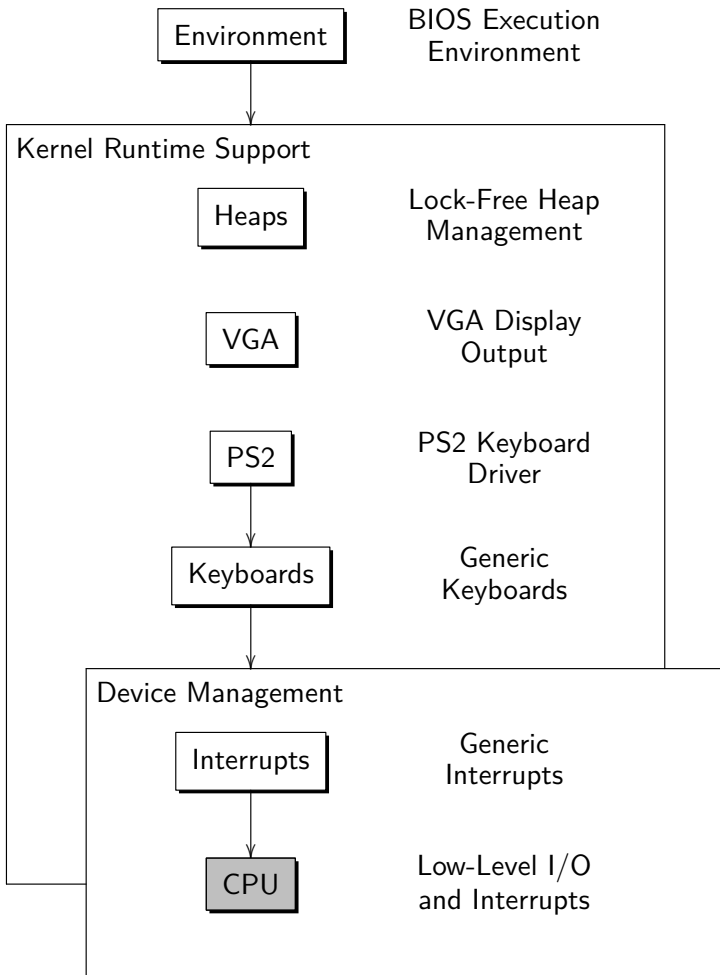 Environment
BIOS Execution
Environment
Kernel Runtime Support
Heaps
Lock-Free Heap
Management
VGA
VGA Display
Output
PS2
PS2 Keyboard
Driver
Keyboards
Generic
Keyboards
Device Management
Interrupts
Generic
Interrupts
CPU
Low-Level I/O
and Interrupts